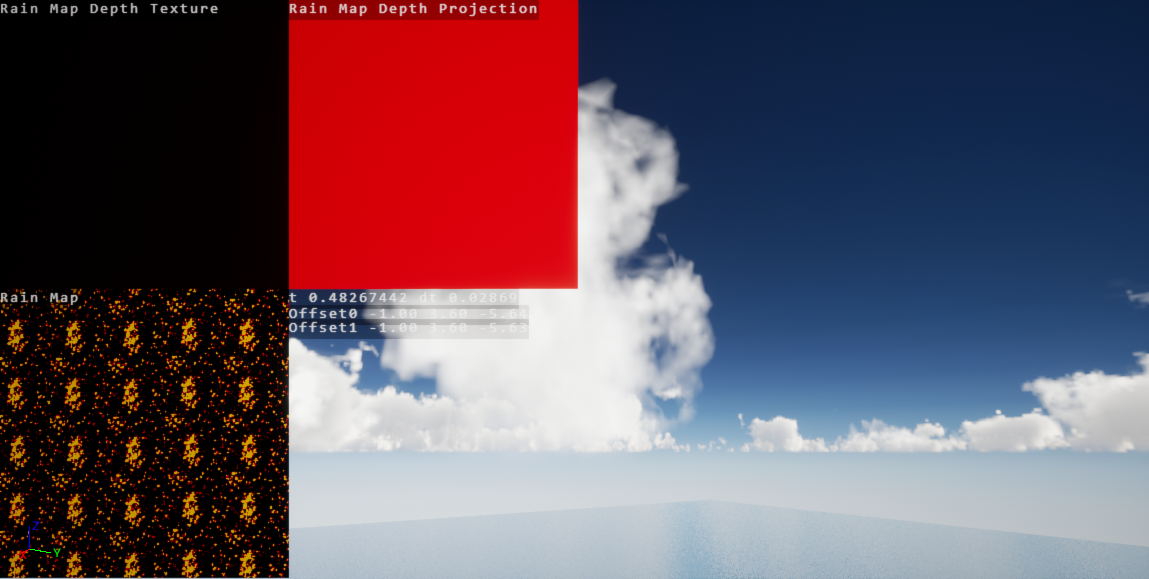 Rain Map Depth Texture
Rain Map Depth Projection
Rain Map
t 0.48267442 dt 0.02869
Offset0 -1.00 3.60 -5.64
Offset1 -1.00 3.60 -5.63
Z
X
Y